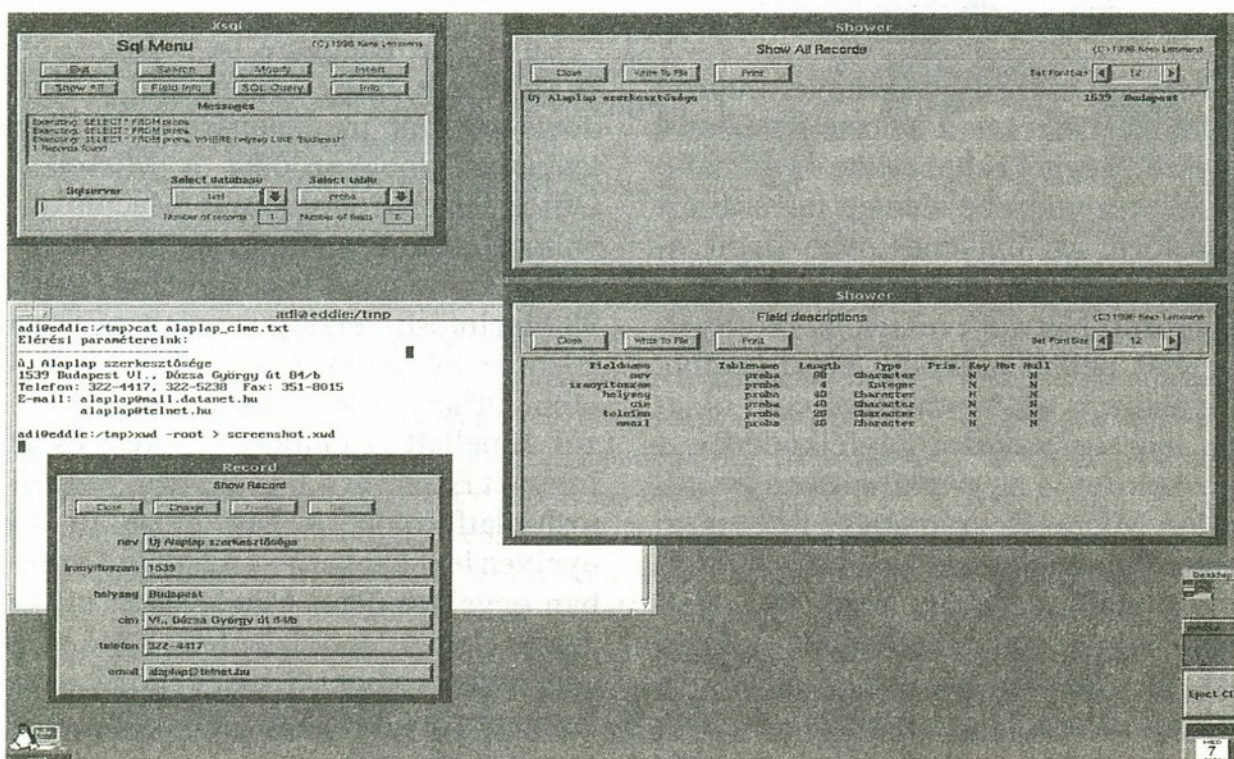 Xsql
Sql Menu
(C) 1996 Kees Lemmens
Exit Search Modify Insert
Show All Field Info SQL Query Info
Messages
Executing: SELECT * FROM proba
Executing: SELECT * FROM proba
Executing: SELECT * FROM proba WHERE helyseg LIKE 'Budapest'
1 Records found
Sqlserver
Select database
Select table
test
proba
Number of records : 1
Number of fields : 6
Shower
Show All Records
(C) 1996 Kees Lemmens
Close Write To File Print
Set Font Size 12
Uj Alaplap szerkesztősége 1539 Budapest
Shower
Field descriptions
(C) 1996 Kees Lemmens
Close Write To File Print
Set Font Size 12
Fieldname Tablename Length Type Prim. Key Not Null
nev proba Character N N
iranyitoszam proba 4 Integer N N
helyseg proba 40 Character N N
cim proba 40 Character N N
telefon proba Character N N
email proba 40 Character N N
adi@eddie:/tmp
adi@eddie:/tmp>cat alaplap_cime.txt
Elérési paramétereink:
----------------------
ùj Alaplap szerkesztősége
1539 Budapest VI., Dózsa György út 84/b
Telefon: 322-4417, 322-5238 Fax: 351-8015
E-mail: alaplap@mail.datanet.hu
alaplap@telnet.hu
adi@eddie:/tmp>xwd -root > screenshot.xwd
Record
Show Record
Close Change
nev Uj Alaplap szerkesztősége
iranyitoszam 1539
helyseg Budapest
cim VI., Dózsa György út 84/b
telefon 322-4417
email alaplap@telnet.hu
Desktop
Eject CD
WED
7